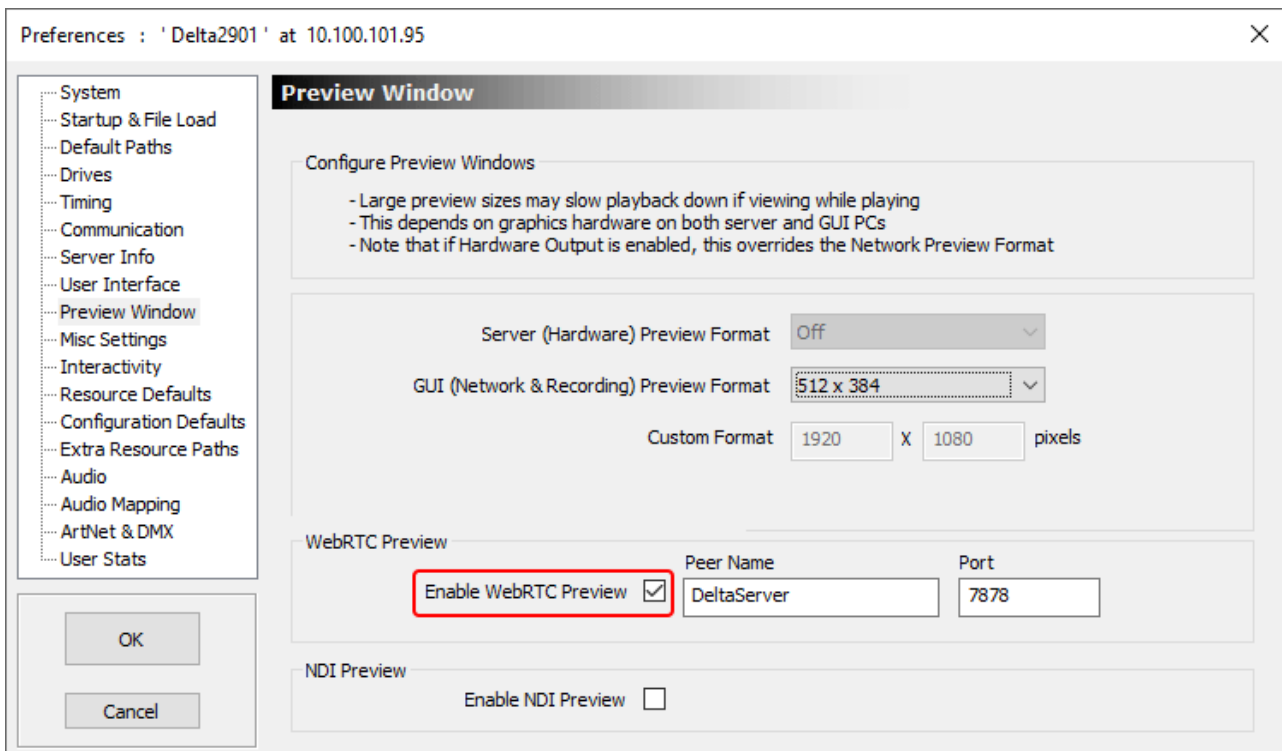 Preferences : 'Delta2901' at 10.100.101.95
System
Startup & File Load
Default Paths
Drives
Timing
Communication
Server Info
User Interface
Preview Window
Misc Settings
Interactivity
Resource Defaults
Configuration Defaults
Extra Resource Paths
Audio
Audio Mapping
ArtNet & DMX
User Stats
OK
Cancel
Preview Window
Configure Preview Windows
- Large preview sizes may slow playback down if viewing while playing
- This depends on graphics hardware on both server and GUI PCs
- Note that if Hardware Output is enabled, this overrides the Network Preview Format
Server (Hardware) Preview Format Off
GUI (Network & Recording) Preview Format 512 x 384
Custom Format 1920 X 1080 pixels
WebRTC Preview
Peer Name Port
Enable WebRTC Preview DeltaServer 7878
NDI Preview
Enable NDI Preview